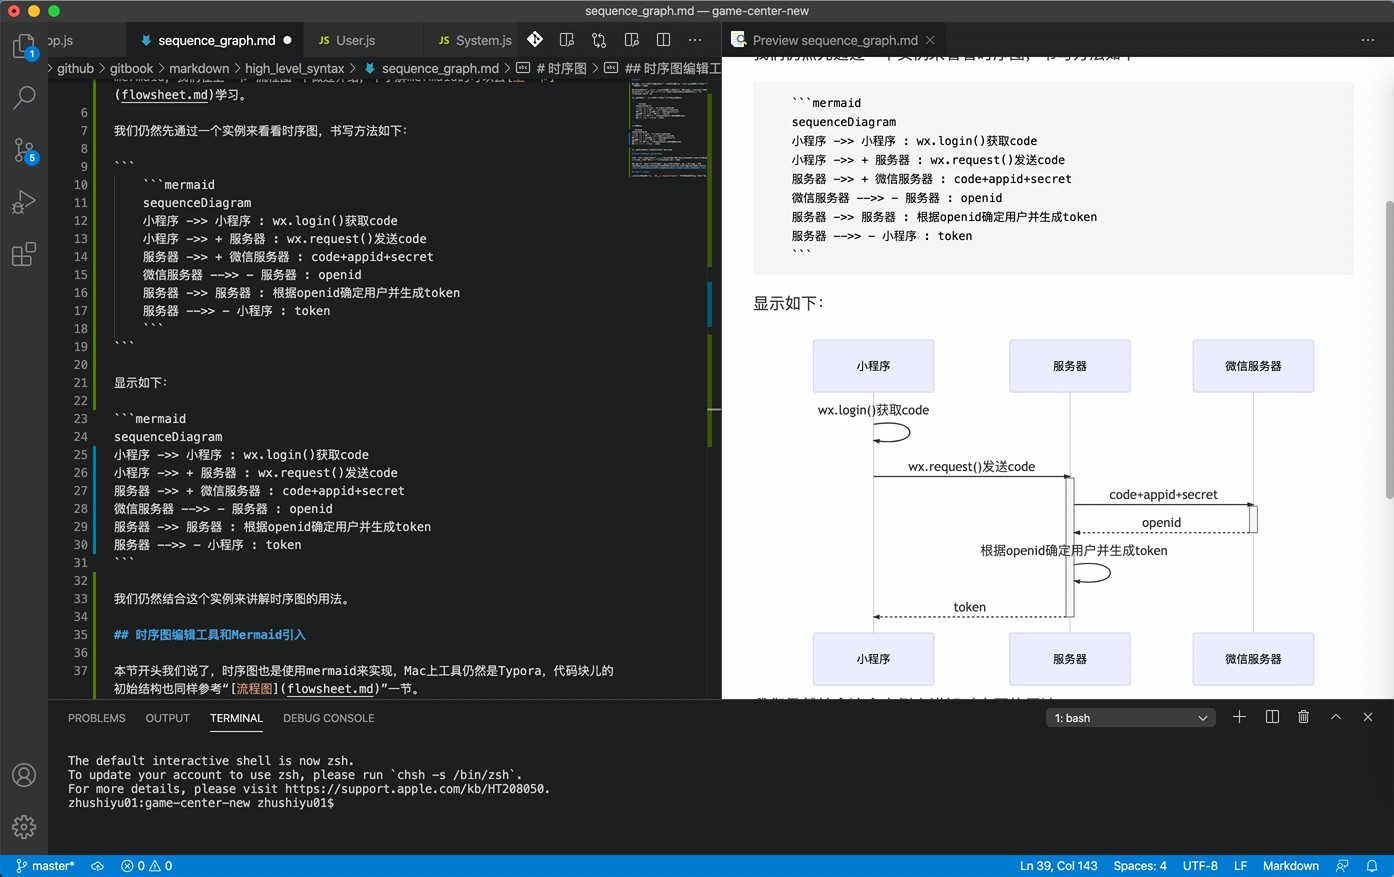 sequence_graph.md — game-center-new
sequence_graph.md
JS User.js
JS System.js
Preview sequence_graph.md
github > gitbook > markdown > high_level_syntax > sequence_graph.md > # 时序图 > ## 时序图编辑工
(flowsheet.md)学习。
6
7 我们仍然先通过一个实例来看看时序图，书写方法如下：
8
9 ```
10 ```mermaid
11 sequenceDiagram
12 小程序 ->> 小程序 : wx.login()获取code
13 小程序 ->> + 服务器 : wx.request()发送code
14 服务器 ->> + 微信服务器 : code+appid+secret
15 微信服务器 -->> - 服务器 : openid
16 服务器 ->> 服务器 : 根据openid确定用户并生成token
17 服务器 -->> - 小程序 : token
18 ```
19 ```
20
21 显示如下：
22
23 ```mermaid
24 sequenceDiagram
25 小程序 ->> 小程序 : wx.login()获取code
26 小程序 ->> + 服务器 : wx.request()发送code
27 服务器 ->> + 微信服务器 : code+appid+secret
28 微信服务器 -->> - 服务器 : openid
29 服务器 ->> 服务器 : 根据openid确定用户并生成token
30 服务器 -->> - 小程序 : token
31 ```
32
33 我们仍然结合这个实例来讲解时序图的用法。
34
35 ## 时序图编辑工具和Mermaid引入
36
37 本节开头我们说了，时序图也是使用mermaid来实现，Mac上工具仍然是Typora，代码块儿的
初始结构也同样参考“[流程图](flowsheet.md)”一节。
```mermaid
sequenceDiagram
小程序 ->> 小程序 : wx.login()获取code
小程序 ->> + 服务器 : wx.request()发送code
服务器 ->> + 微信服务器 : code+appid+secret
微信服务器 -->> - 服务器 : openid
服务器 ->> 服务器 : 根据openid确定用户并生成token
服务器 -->> - 小程序 : token
```
显示如下：
小程序
服务器
微信服务器
wx.login()获取code
wx.request()发送code
code+appid+secret
openid
根据openid确定用户并生成token
token
小程序
服务器
微信服务器
PROBLEMS
OUTPUT
TERMINAL
DEBUG CONSOLE
1: bash
The default interactive shell is now zsh.
To update your account to use zsh, please run `chsh -s /bin/zsh`.
For more details, please visit https://support.apple.com/kb/HT208050.
zhushiyu01:game-center-new zhushiyu01$
1
5
master*
0
0
Ln 39, Col 143
Spaces: 4
UTF-8
LF
Markdown